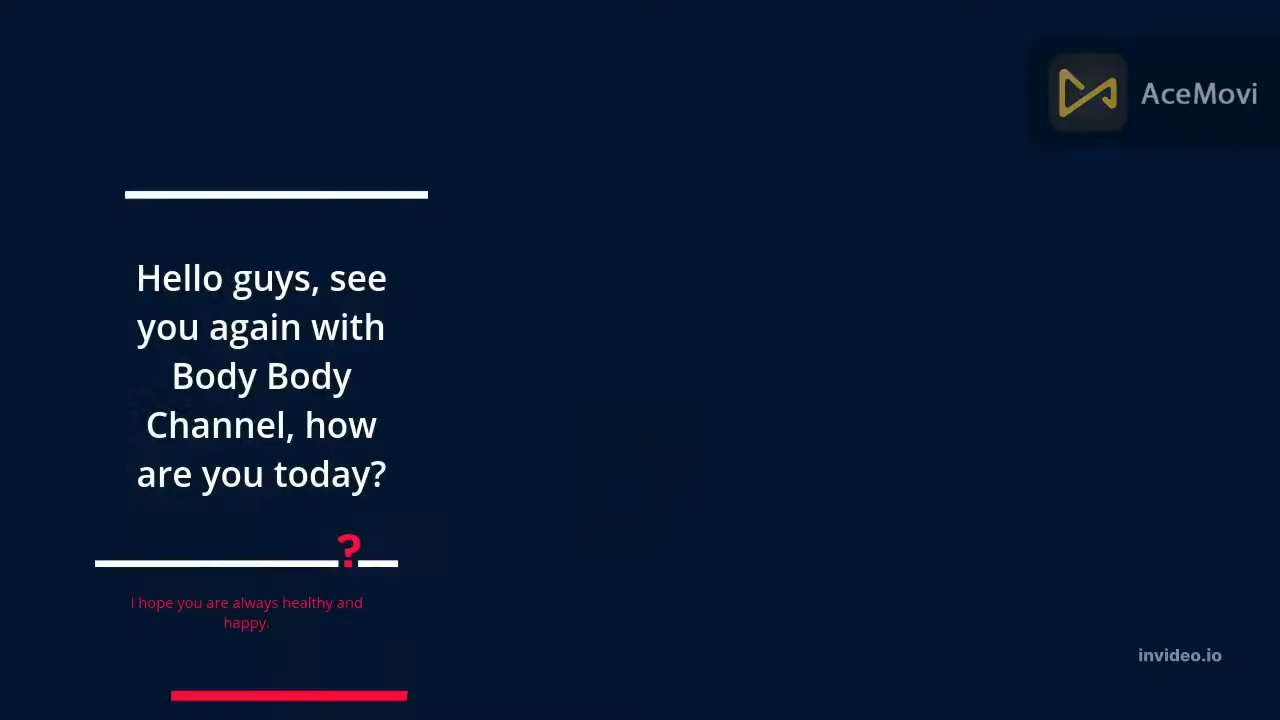 AceMovi
Hello guys, see
you again with
Body Body
Channel, how
are you today?
?
I hope you are always healthy and
happy.
invideo.io